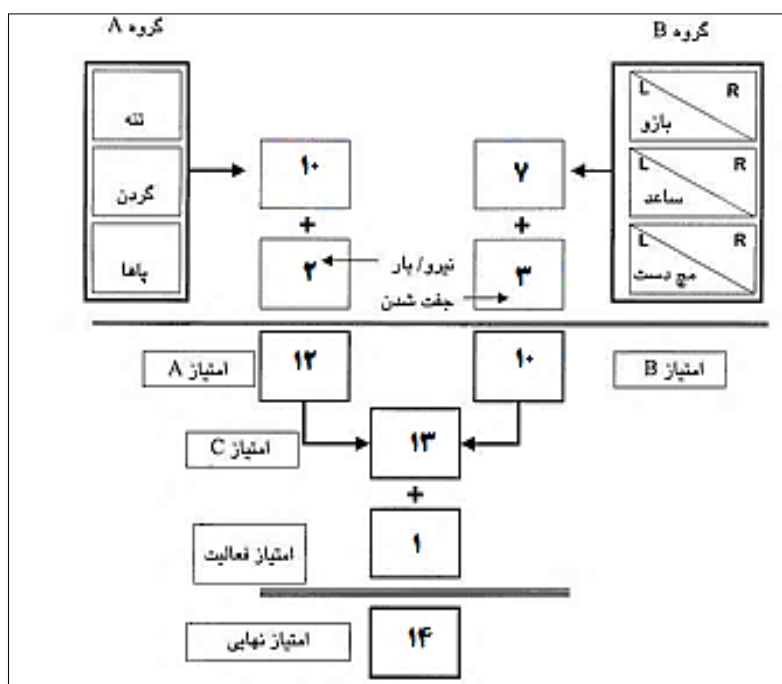 گروه A
گروه B
تنه
گردن
پاها
L R
بازو
L R
ساعد
L R
مچ دست
۱۰
۷
+
+
۲
نیرو/ بار
جفت شدن
۳
امتیاز A
۱۲
۱۰
امتیاز B
امتیاز C
۱۳
+
امتیاز فعالیت
۱
امتیاز نهایی
۱۴